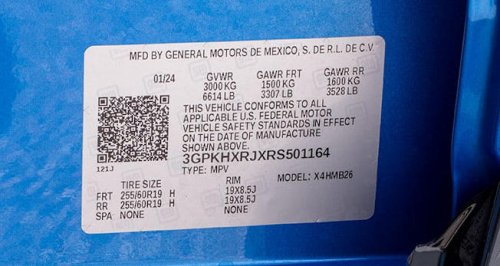 MFD BY GENERAL MOTORS DE MEXICO, S. DE R.L. DE C.V.
01/24 GVWR GAWR FRT GAWR RR
3000 KG 1500 KG 1600 KG
6614 LB 3307 LB 3528 LB
THIS VEHICLE CONFORMS TO ALL
APPLICABLE U.S. FEDERAL MOTOR
VEHICLE SAFETY STANDARDS IN EFFECT
ON THE DATE OF MANUFACTURE
SHOWN ABOVE.
121J
3GPKHXRJXRS501164
TYPE: MPV MODEL: X4HMB26
TIRE SIZE RIM
FRT 255/60R19 H 19X8.5J
RR 255/60R19 H 19X8.5J
SPA NONE NONE